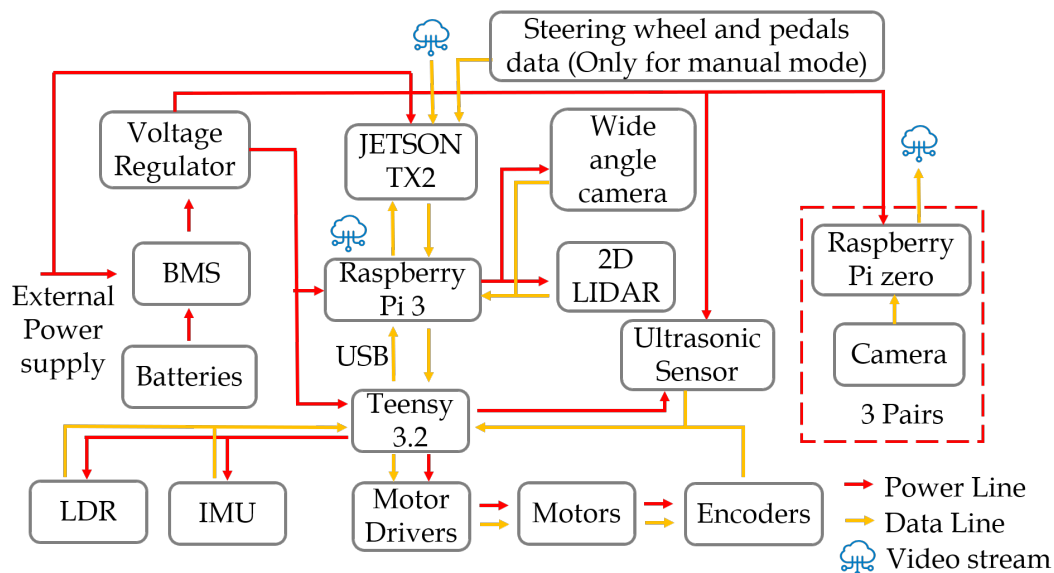 Steering wheel and pedals
data (Only for manual mode)
Voltage
Regulator
JETSON
TX2
Wide
angle
camera
BMS
External
Power
supply
Raspberry
Pi 3
2D
LIDAR
Raspberry
Pi zero
Batteries
USB
Ultrasonic
Sensor
Camera
Teensy
3.2
3 Pairs
LDR
IMU
Motor
Drivers
Motors
Encoders
Power Line
Data Line
Video stream